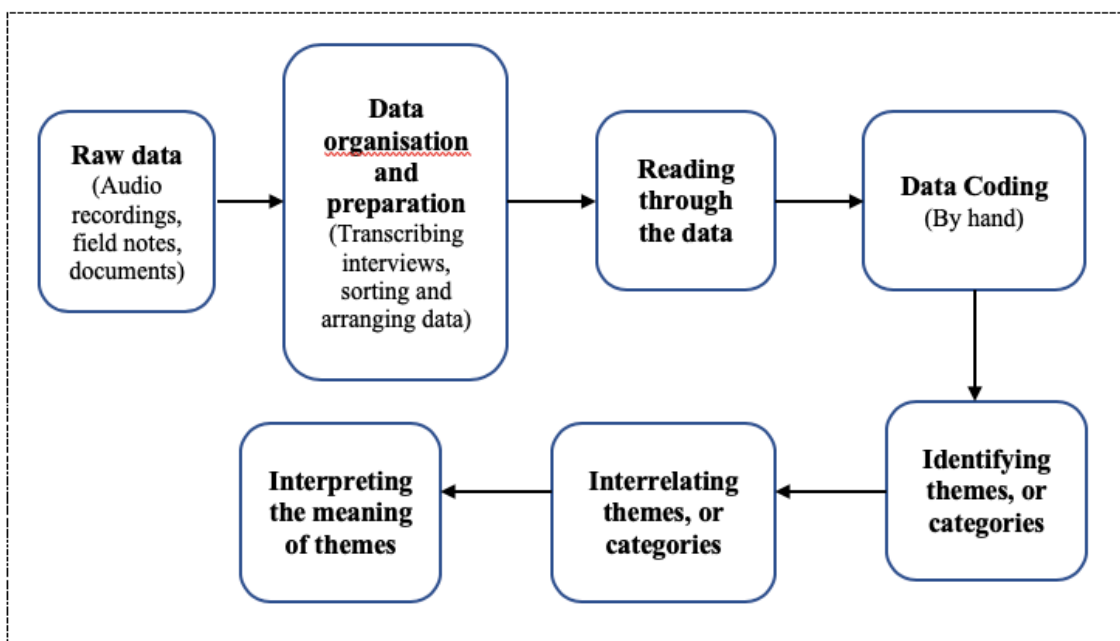 Raw data
(Audio
recordings,
field notes,
documents)
Data
organisation
and
preparation
(Transcribing
interviews,
sorting and
arranging data)
Reading
through
the data
Data Coding
(By hand)
Identifying
themes, or
categories
Interrelating
themes, or
categories
Interpreting
the meaning
of themes